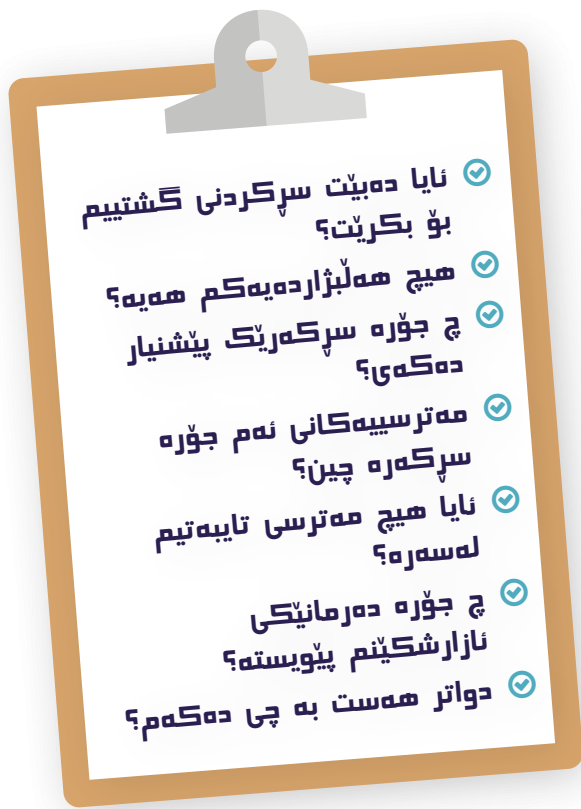 ئایا دەبێت سڕکردنی گشتییم
بۆ بکرێت؟
هیچ هەڵبژاردەیەکم هەیە؟
چ جۆرە سڕکەرێک پێشنیار
دەکەی؟
مەترسییەکانی ئەم جۆرە
سڕکەرە چین؟
ئایا هیچ مەترسی تایبەتیم
لەسەرە؟
چ جۆرە دەرمانێکی
ئازارشکێنم پێویستە؟
دواتر هەست بە چی دەکەم؟